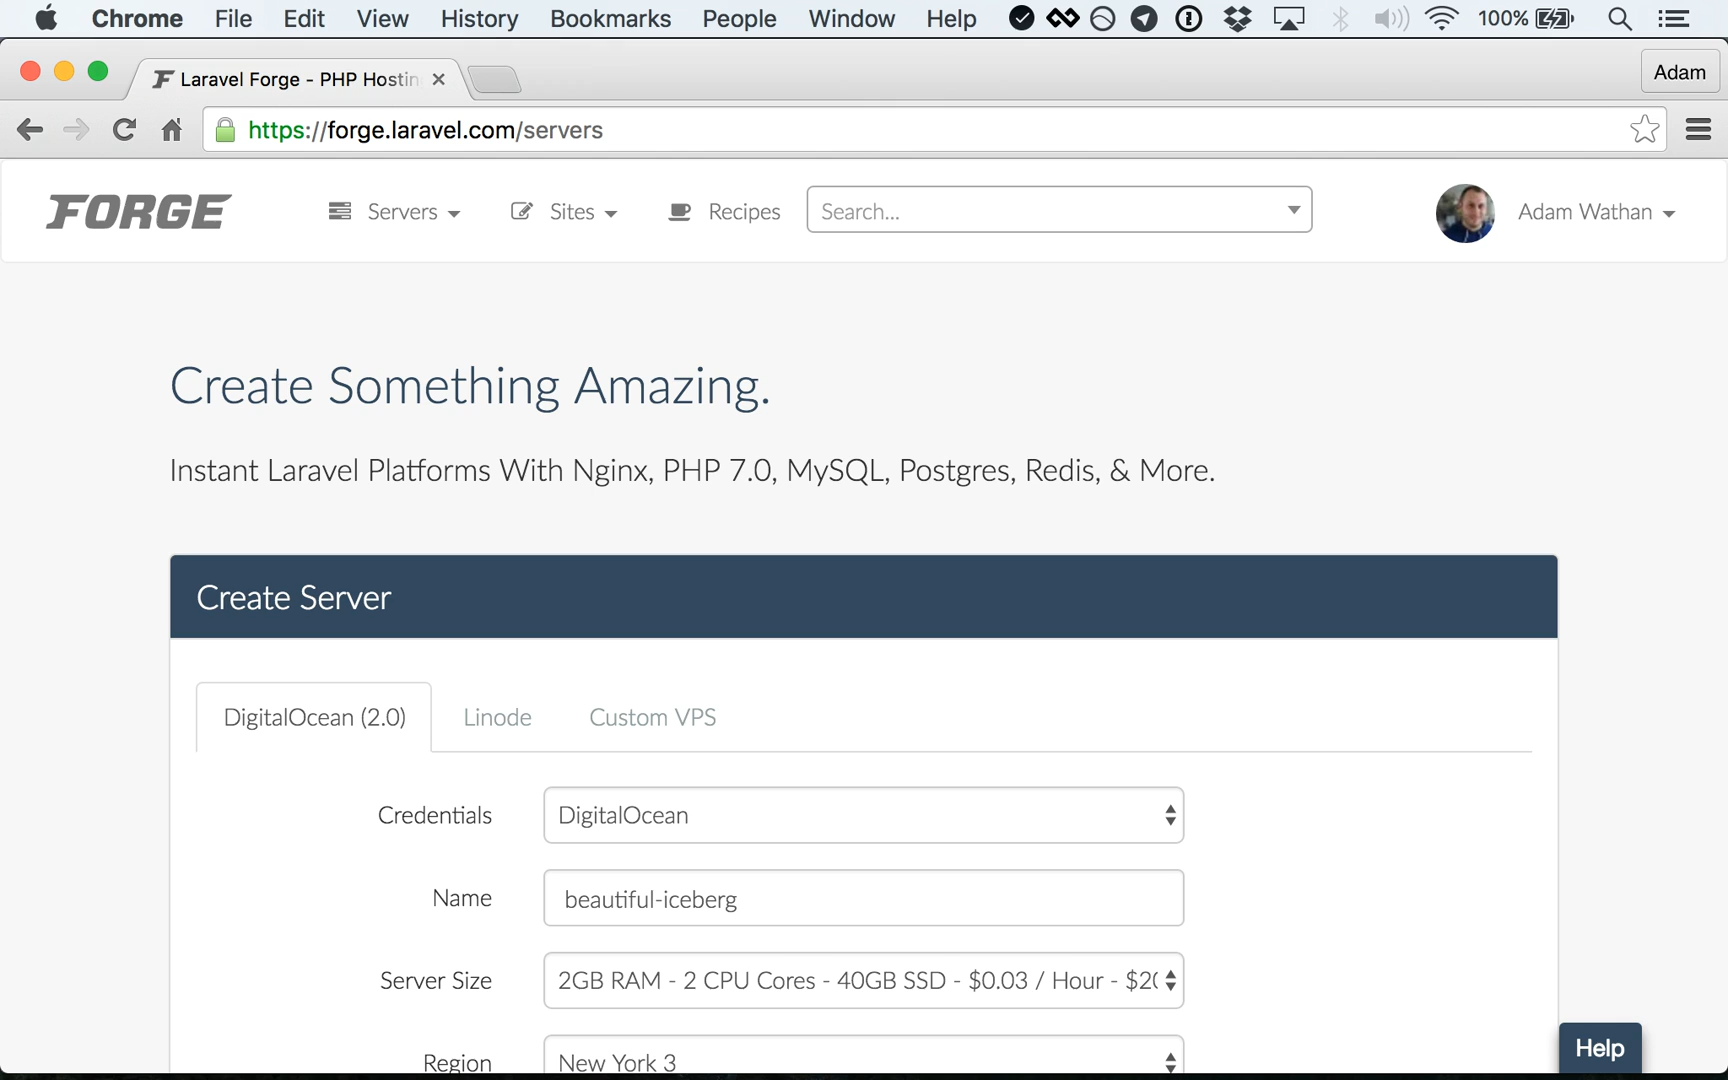 Chrome File Edit View History Bookmarks People Window Help 100%
Laravel Forge - PHP Hostin Adam
https://forge.laravel.com/servers
FORGE Servers Sites Recipes Search... Adam Wathan
Create Something Amazing.
Instant Laravel Platforms With Nginx, PHP 7.0, MySQL, Postgres, Redis, & More.
Create Server
DigitalOcean (2.0) Linode Custom VPS
Credentials DigitalOcean
Name beautiful-iceberg
Server Size 2GB RAM - 2 CPU Cores - 40GB SSD - $0.03 / Hour - $20
Region New York 3
Help